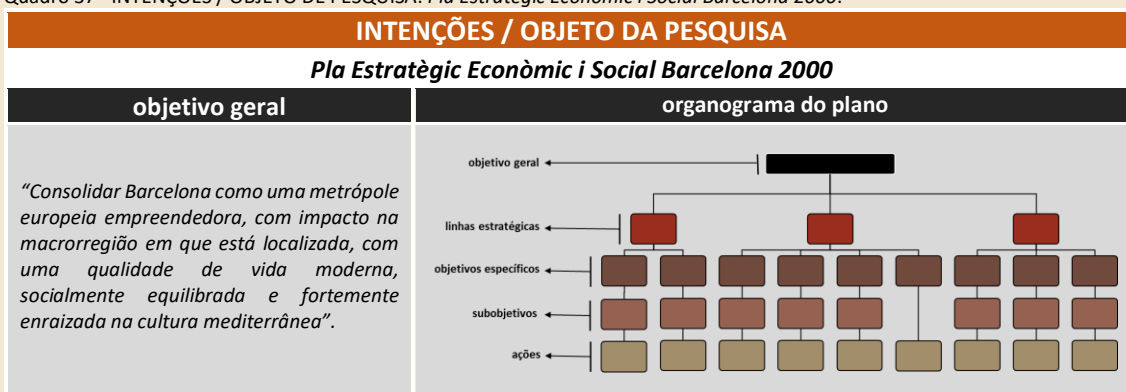 Quadro 57 - INTENÇÕES / OBJETO DE PESQUISA: Pla Estratègic Econòmic i Social Barcelona 2000.
INTENÇÕES / OBJETO DA PESQUISA
Pla Estratègic Econòmic i Social Barcelona 2000
objetivo geral
organograma do plano
“Consolidar Barcelona como uma metrópole
europeia empreendedora, com impacto na
macrorregião em que está localizada, com
uma qualidade de vida moderna,
socialmente equilibrada e fortemente
enraizada na cultura mediterrânea”.
objetivo geral
linhas estratégicas
objetivos específicos
subobjetivos
ações